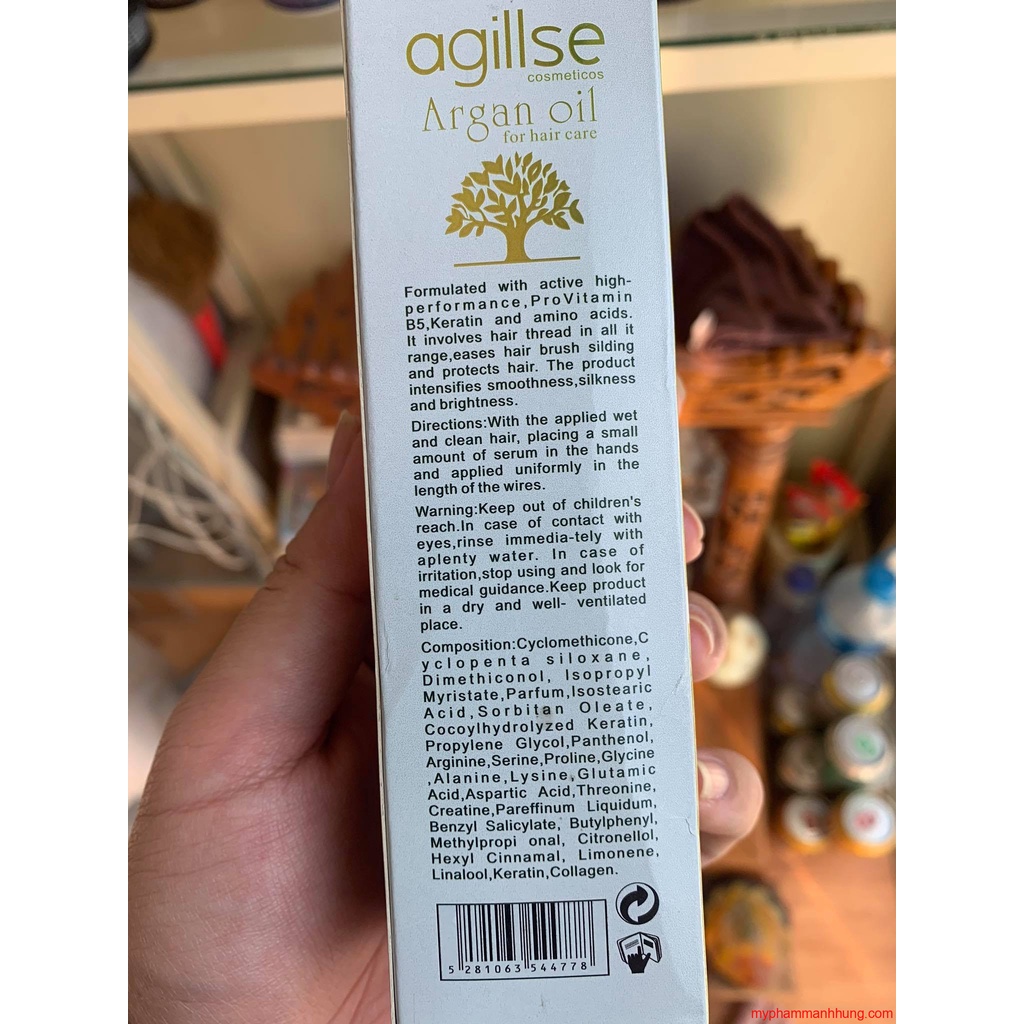 agillse
cosmeticos
Argan oil
for hair care
Formulated with active high-
performance,ProVitamin
B5,Keratin and amino acids.
It involves hair thread in all it
range,eases hair brush silding
and protects hair. The product
intensifies smoothness,silkness
and brightness.
Directions:With the applied wet
and clean hair, placing a small
amount of serum in the hands
and applied uniformly in the
length of the wires.
Warning:Keep out of children's
reach.In case of contact with
eyes,rinse immedia-tely with
aplenty water. In case of
irritation,stop using and look for
medical guidance.Keep product
in a dry and well- ventilated
place.
Composition:Cyclomethicone,C
yclopenta siloxane,
Dimethiconol, Isopropyl
Myristate,Parfum,Isostearic
Acid,Sorbitan Oleate,
Cocoylhydrolyzed Keratin,
Propylene Glycol,Panthenol,
Arginine,Serine,Proline,Glycine
,Alanine,Lysine,Glutamic
Acid,Aspartic Acid,Threonine,
Creatine,Pareffinum Liquidum,
Benzyl Salicylate, Butylphenyl,
Methylpropi onal, Citronellol,
Hexyl Cinnamal, Limonene,
Linalool,Keratin,Collagen.
5 281063 544778
myphammanhhung.com